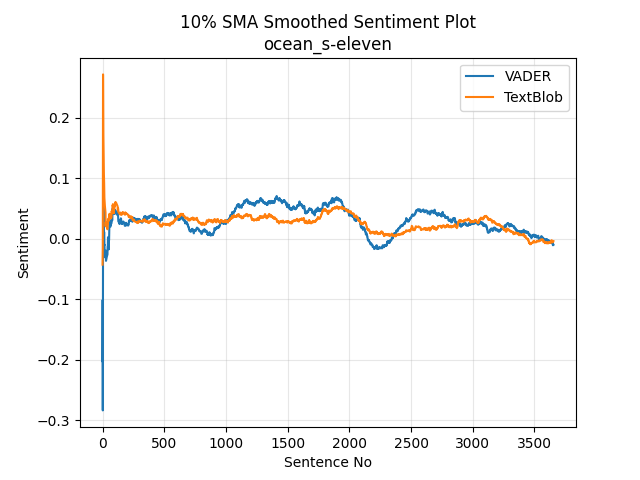 10% SMA Smoothed Sentiment Plot
ocean_s-eleven
VADER
TextBlob
Sentiment
0.2
0.1
0.0
−0.1
−0.2
−0.3
0 500 1000 1500 2000 2500 3000 3500
Sentence No